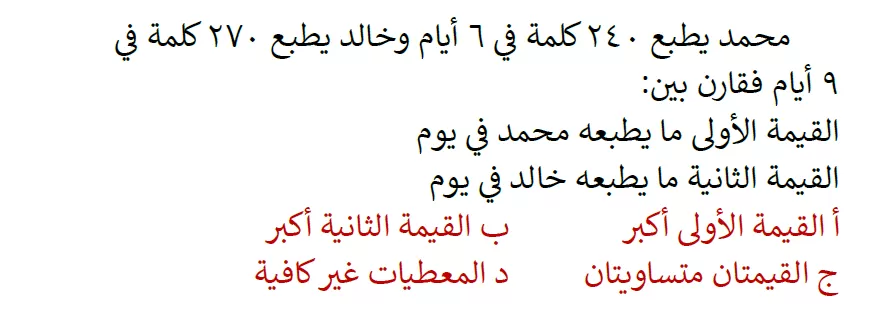 محمد يطبع ٢٤٠ كلمة في ٦ أيام وخالد يطبع ٢٧٠ كلمة في
٩ أيام فقارن بين:
القيمة الأولى ما يطبعه محمد في يوم
القيمة الثانية ما يطبعه خالد في يوم
أ القيمة الأولى أكبر ب القيمة الثانية أكبر
ج القيمتان متساويتان د المعطيات غير كافية